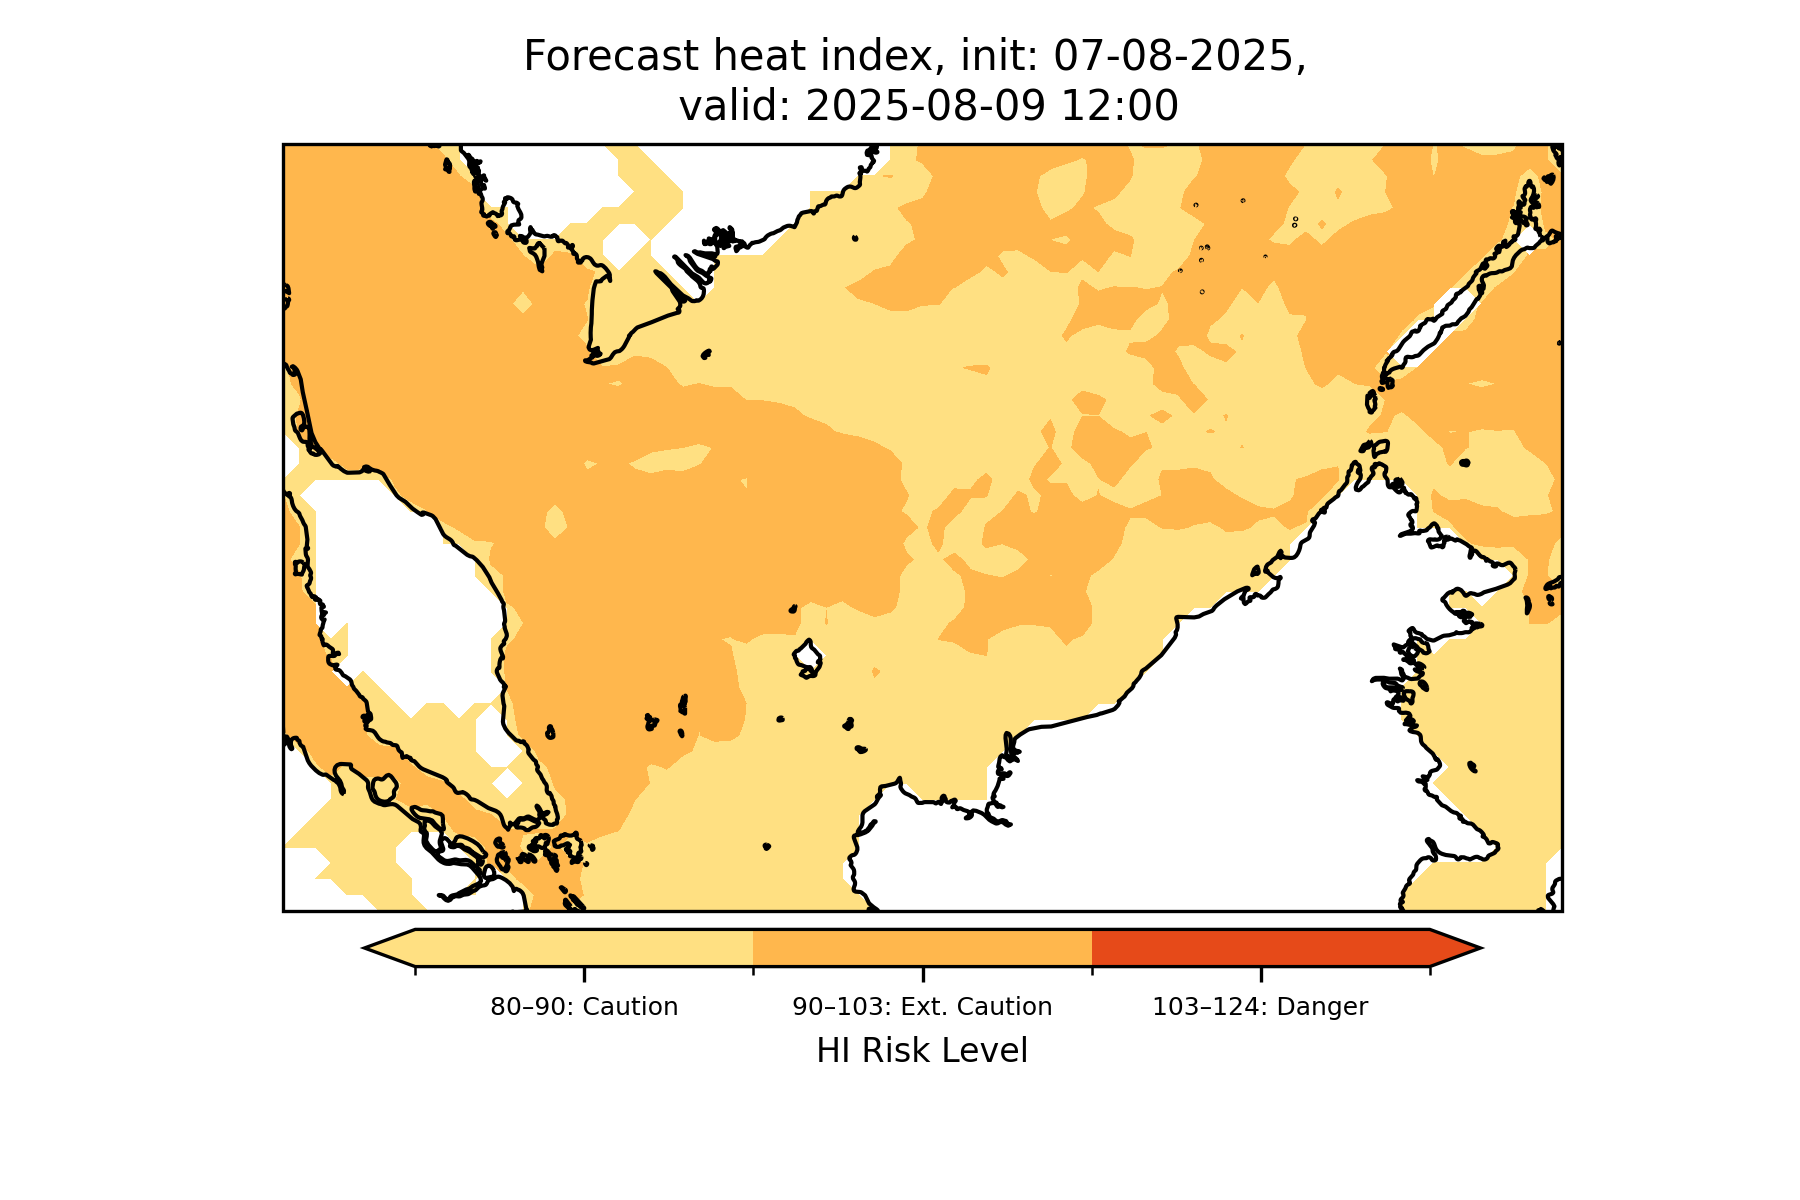 Forecast heat index, init: 07-08-2025,
valid: 2025-08-09 12:00
80–90: Caution
90–103: Ext. Caution
103–124: Danger
HI Risk Level